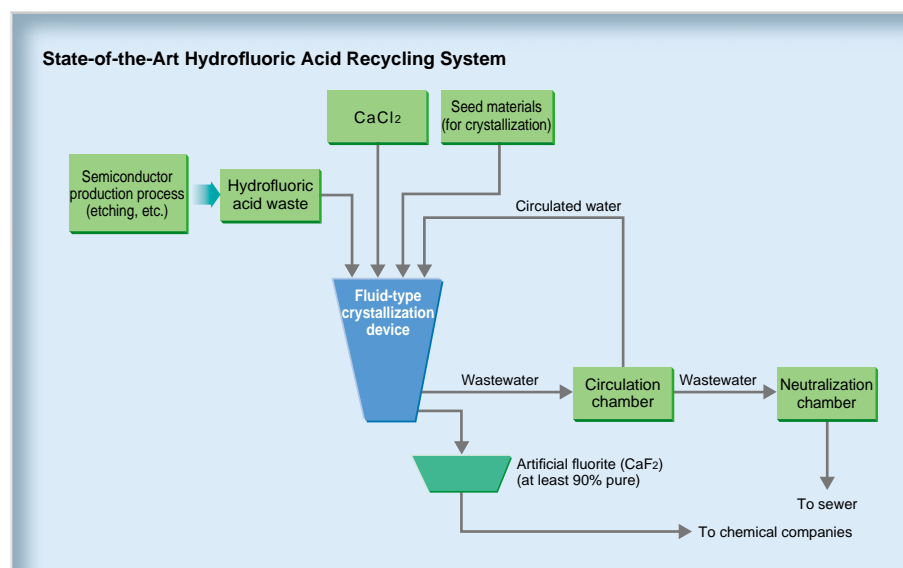 State-of-the-Art Hydrofluoric Acid Recycling System
CaCl₂
Seed materials
(for crystallization)
Semiconductor
production process
(etching, etc.)
Hydrofluoric
acid waste
Circulated water
Fluid-type
crystallization
device
Wastewater
Circulation
chamber
Wastewater
Neutralization
chamber
Artificial fluorite (CaF₂)
(at least 90% pure)
To sewer
To chemical companies